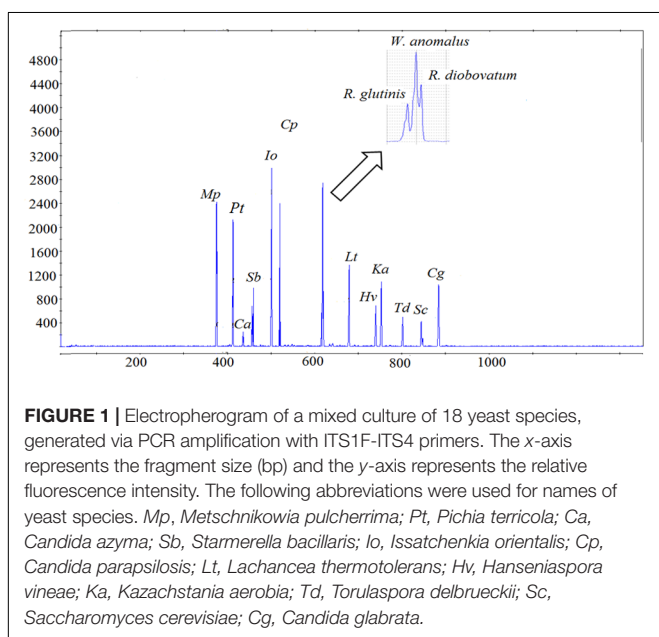 W. anomalus
R. diobovatum
R. glutinis
4800
4400
4000
3600
3200
2800
2400
2000
1600
1200
800
400
Cp
Io
Mp
Pt
Sb
Ca
Lt
Ka
Hv
Td
Sc
Cg
200 400 600 800 1000
FIGURE 1 | Electropherogram of a mixed culture of 18 yeast species,
generated via PCR amplification with ITS1F-ITS4 primers. The x-axis
represents the fragment size (bp) and the y-axis represents the relative
fluorescence intensity. The following abbreviations were used for names of
yeast species. Mp, Metschnikowia pulcherrima; Pt, Pichia terricola; Ca,
Candida azyma; Sb, Starmerella bacillaris; Io, Issatchenkia orientalis; Cp,
Candida parapsilosis; Lt, Lachancea thermotolerans; Hv, Hanseniaspora
vineae; Ka, Kazachstania aerobia; Td, Torulaspora delbrueckii; Sc,
Saccharomyces cerevisiae; Cg, Candida glabrata.